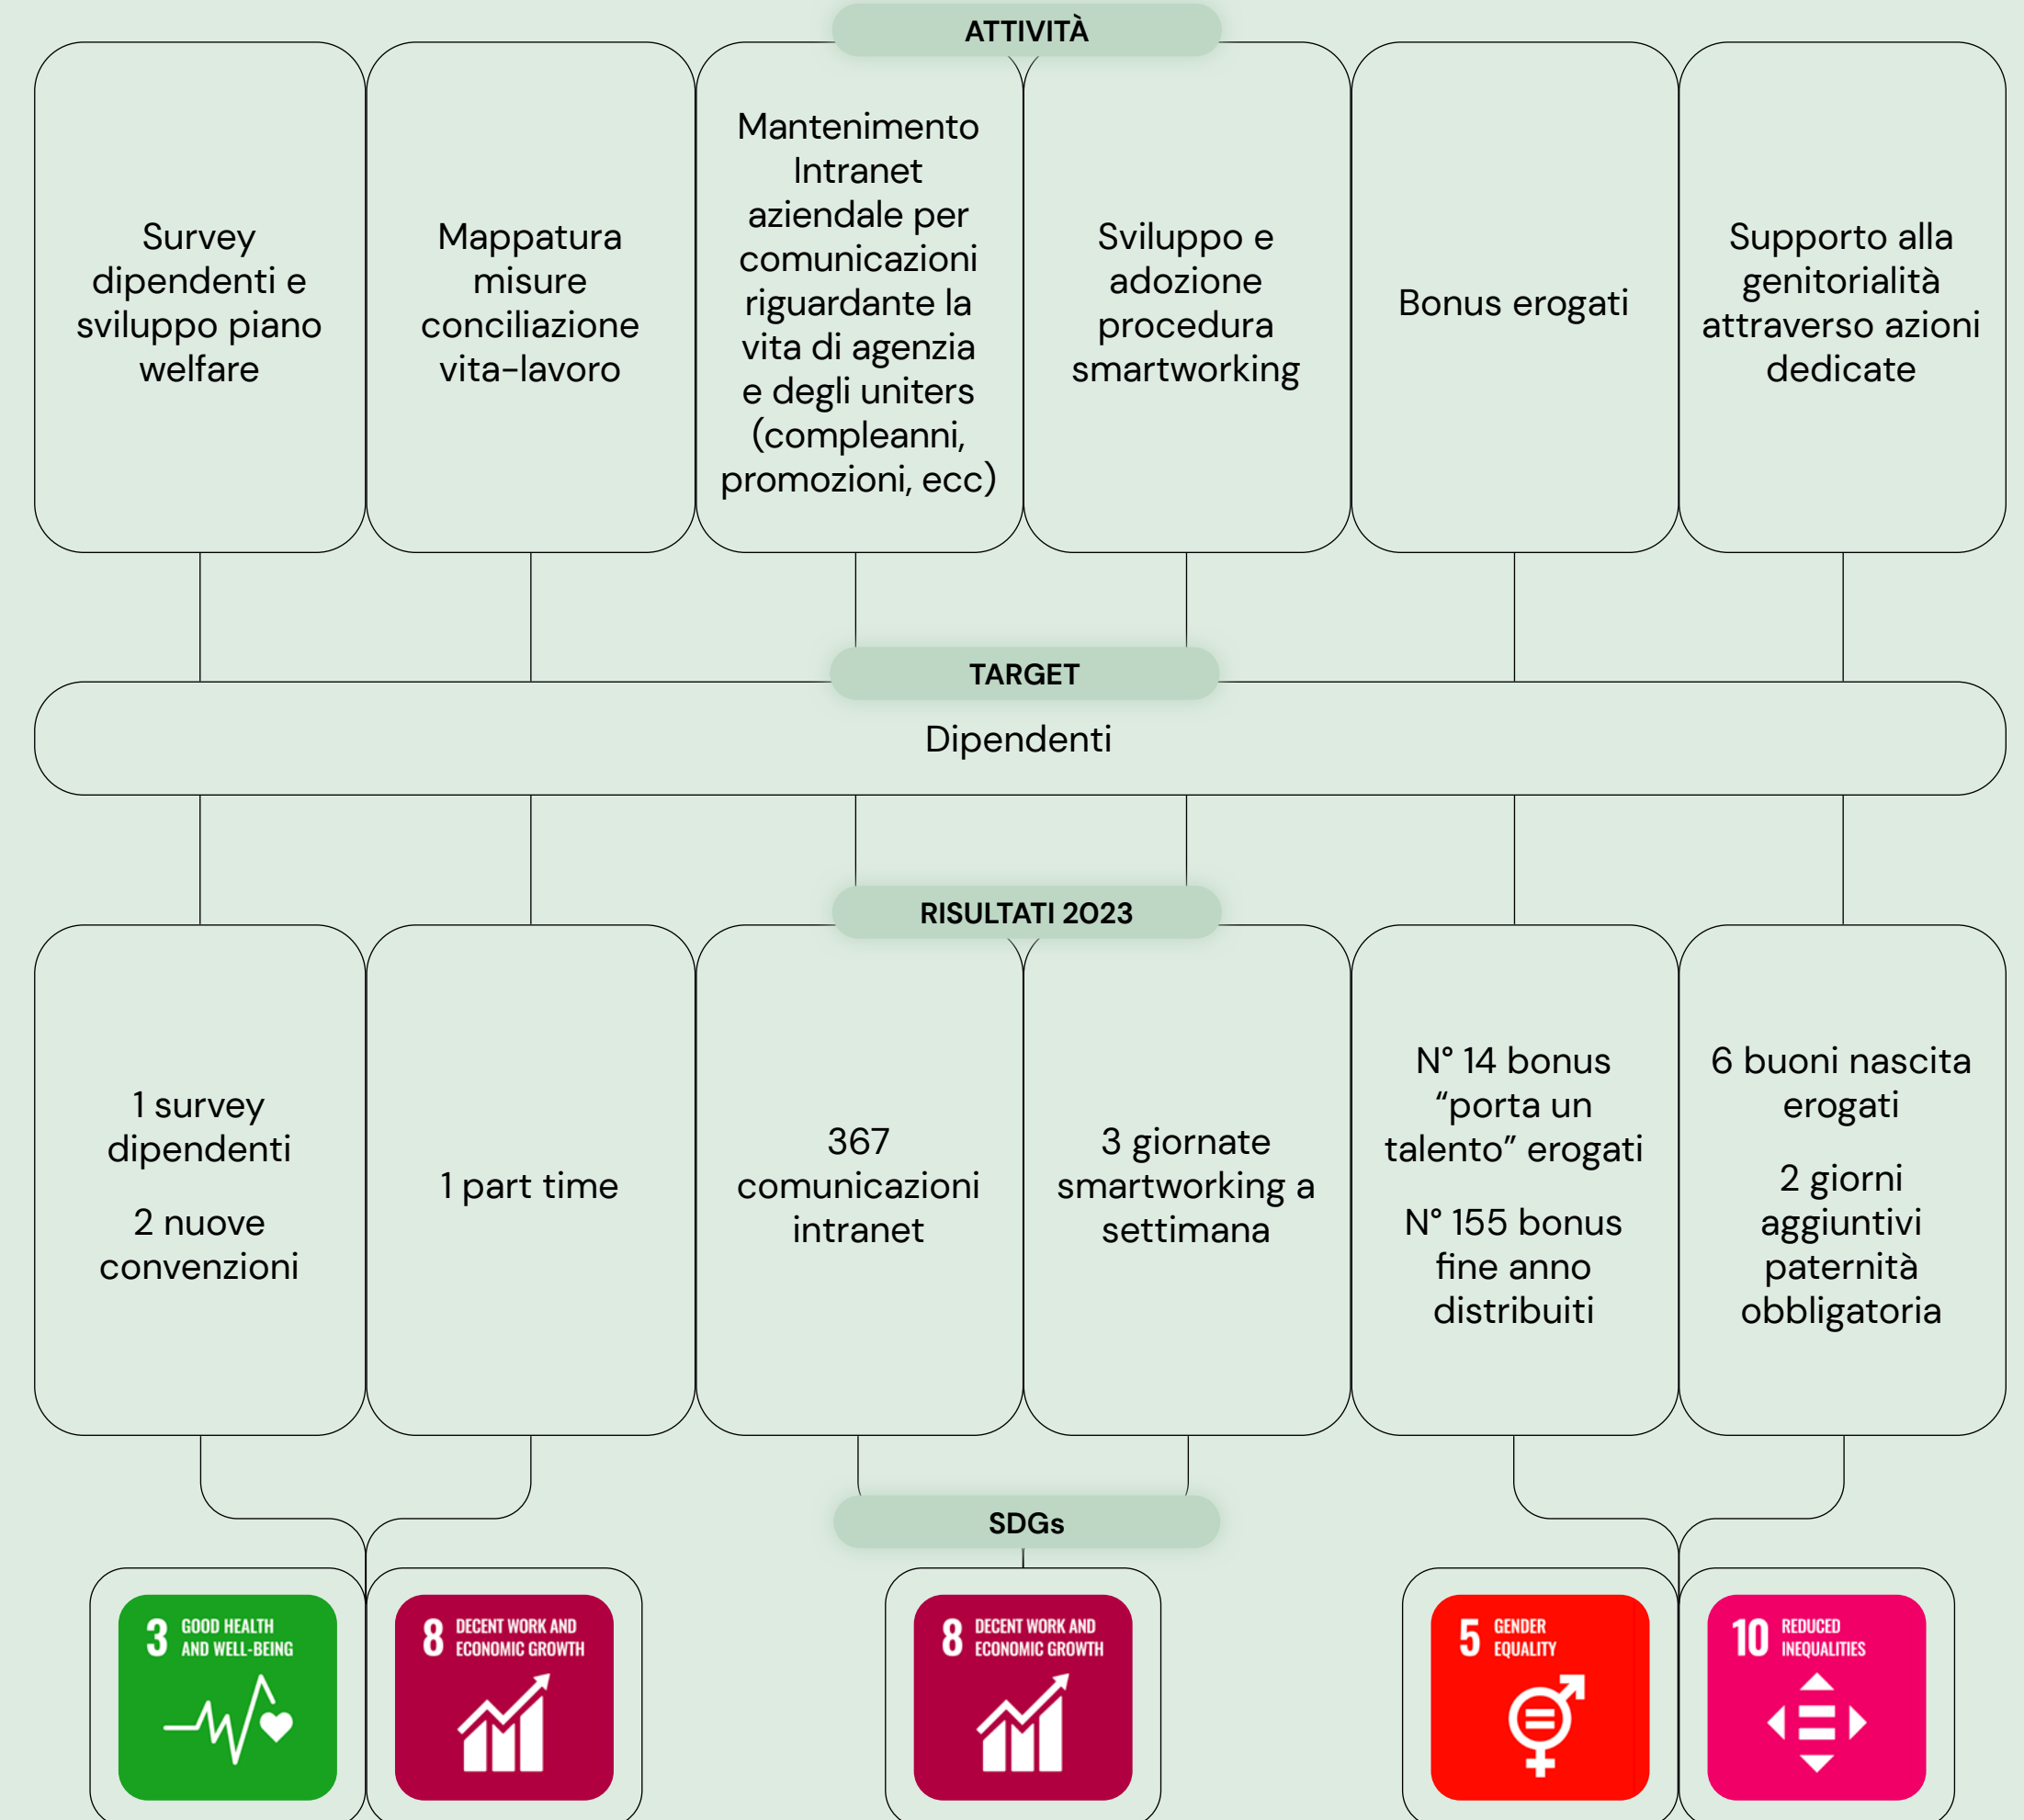 ATTIVITÀ
Survey
dipendenti e
sviluppo piano
welfare
Mappatura
misure
conciliazione
vita-lavoro
Mantenimento
Intranet
aziendale per
comunicazioni
riguardante la
vita di agenzia
e degli uniters
(compleanni,
promozioni, ecc)
Sviluppo e
adozione
procedura
smartworking
Bonus erogati
Supporto alla
genitorialità
attraverso azioni
dedicate
TARGET
Dipendenti
RISULTATI 2023
1 survey
dipendenti
2 nuove
convenzioni
1 part time
367
comunicazioni
intranet
3 giornate
smartworking a
settimana
N° 14 bonus
“porta un
talento” erogati
N° 155 bonus
fine anno
distribuiti
6 buoni nascita
erogati
2 giorni
aggiuntivi
paternità
obbligatoria
SDGs
3 GOOD HEALTH
AND WELL-BEING
8 DECENT WORK AND
ECONOMIC GROWTH
8 DECENT WORK AND
ECONOMIC GROWTH
5 GENDER
EQUALITY
10 REDUCED
INEQUALITIES